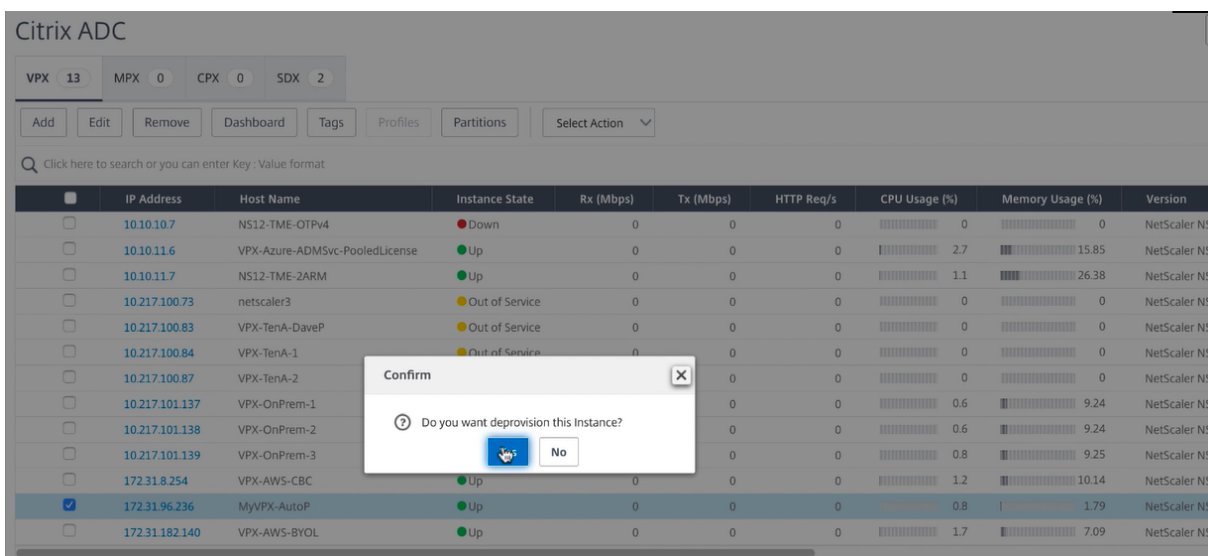 Citrix ADC
VPX 13 MPX 0 CPX 0 SDX 2
Add Edit Remove Dashboard Tags Profiles Partitions Select Action
Click here to search or you can enter Key : Value format
IP Address Host Name Instance State Rx (Mbps) Tx (Mbps) HTTP Req/s CPU Usage (%) Memory Usage (%) Version
10.10.10.7 NS12-TME-OTPv4 Down 0 0 0 0 0 NetScaler NS
10.10.11.6 VPX-Azure-ADMSvc-PooledLicense Up 0 0 0 2.7 15.85 NetScaler NS
10.10.11.7 NS12-TME-2ARM Up 0 0 0 1.1 26.38 NetScaler NS
10.217.100.73 netscaler3 Out of Service 0 0 0 0 0 NetScaler NS
10.217.100.83 VPX-TenA-DaveP Out of Service 0 0 0 0 0 NetScaler NS
10.217.100.84 VPX-TenA-1 Out of Service 0 0 0 0 0 NetScaler NS
10.217.100.87 VPX-TenA-2 0 0 0 0 NetScaler NS
10.217.101.137 VPX-OnPrem-1 0 0 0.6 9.24 NetScaler NS
10.217.101.138 VPX-OnPrem-2 0 0 0.6 9.24 NetScaler NS
10.217.101.139 VPX-OnPrem-3 0 0 0.8 9.25 NetScaler NS
172.31.8.254 VPX-AWS-CBC Up 0 0 0 1.2 10.14 NetScaler NS
172.31.96.236 MyVPX-AutoP Up 0 0 0 0.8 1.79 NetScaler NS
172.31.182.140 VPX-AWS-BYOL Up 0 0 0 1.7 7.09 NetScaler NS
Confirm
Do you want deprovision this Instance?
No